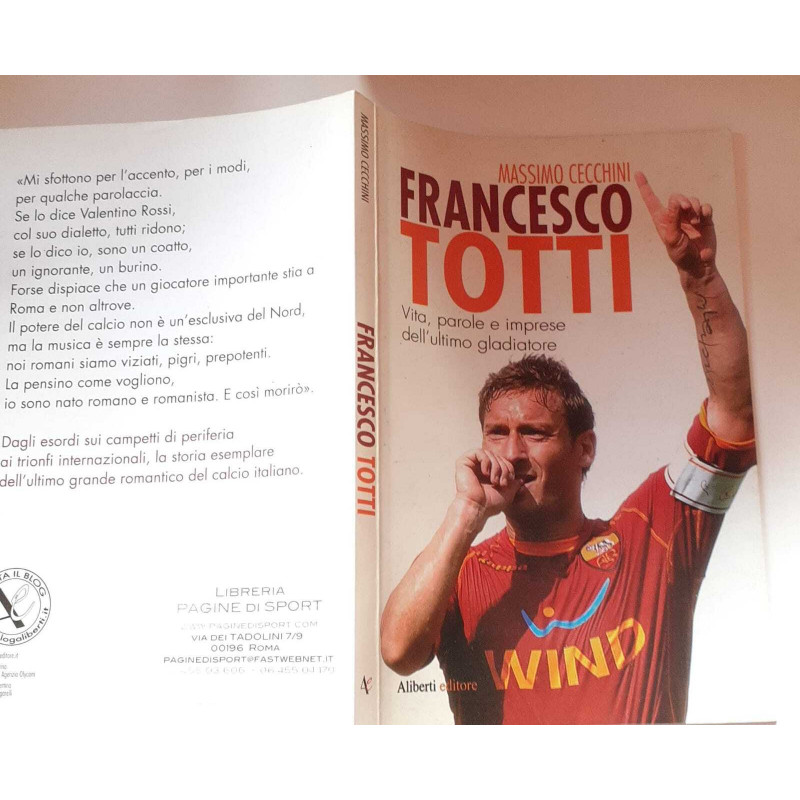 «Mi sfottono per l'accento, per i modi,
per qualche parolaccia.
Se lo dice Valentino Rossi,
col suo dialetto, tutti ridono;
se lo dico io, sono un coatto,
un ignorante, un burino.
Forse dispiace che un giocatore importante stia a
Roma e non altrove.
Il potere del calcio non è un'esclusiva del Nord,
ma la musica è sempre la stessa:
noi romani siamo viziati, pigri, prepotenti.
La pensino come vogliono,
io sono nato romano e romanista. E così morirò».
Dagli esordi sui campetti di periferia
ai trionfi internazionali, la storia esemplare
dell'ultimo grande romantico del calcio italiano.
TA IL BLOG
logaliberti.it
LIBRERIA
PAGINE DI SPORT
.PAGINEDISPORT.COM
VIA DEI TADOLINI 7/9
00196 ROMA
PAGINEDISPORT@FASTWEBNET.IT
MASSIMO CECCHINI
FRANCESCO TOTTI
MASSIMO CECCHINI
FRANCESCO
TOTTI
Vita, parole e imprese
dell'ultimo gladiatore
WIND
Aliberti editore